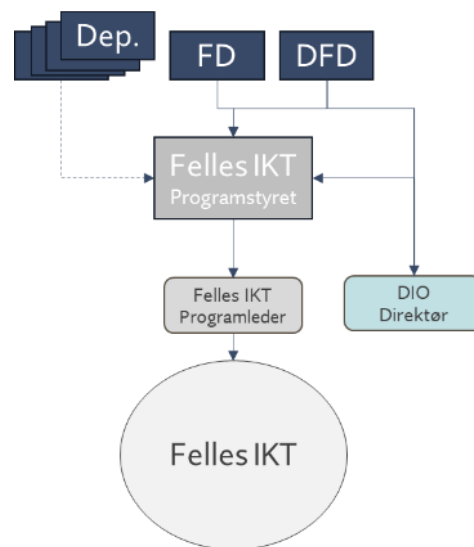 Dep.
FD
DFD
Felles IKT
Programstyret
Felles IKT
Programleder
DIO
Direktør
Felles IKT